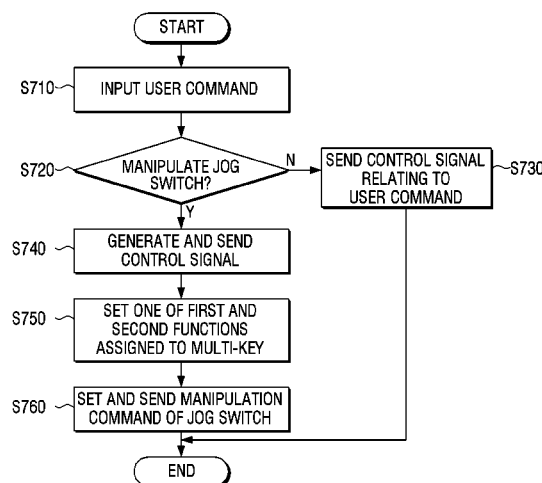 START
S710
INPUT USER COMMAND
S720
MANIPULATE JOG
SWITCH?
N
SEND CONTROL SIGNAL
RELATING TO
USER COMMAND
S730
Y
S740
GENERATE AND SEND
CONTROL SIGNAL
S750
SET ONE OF FIRST AND
SECOND FUNCTIONS
ASSIGNED TO MULTI-KEY
S760
SET AND SEND MANIPULATION
COMMAND OF JOG SWITCH
END